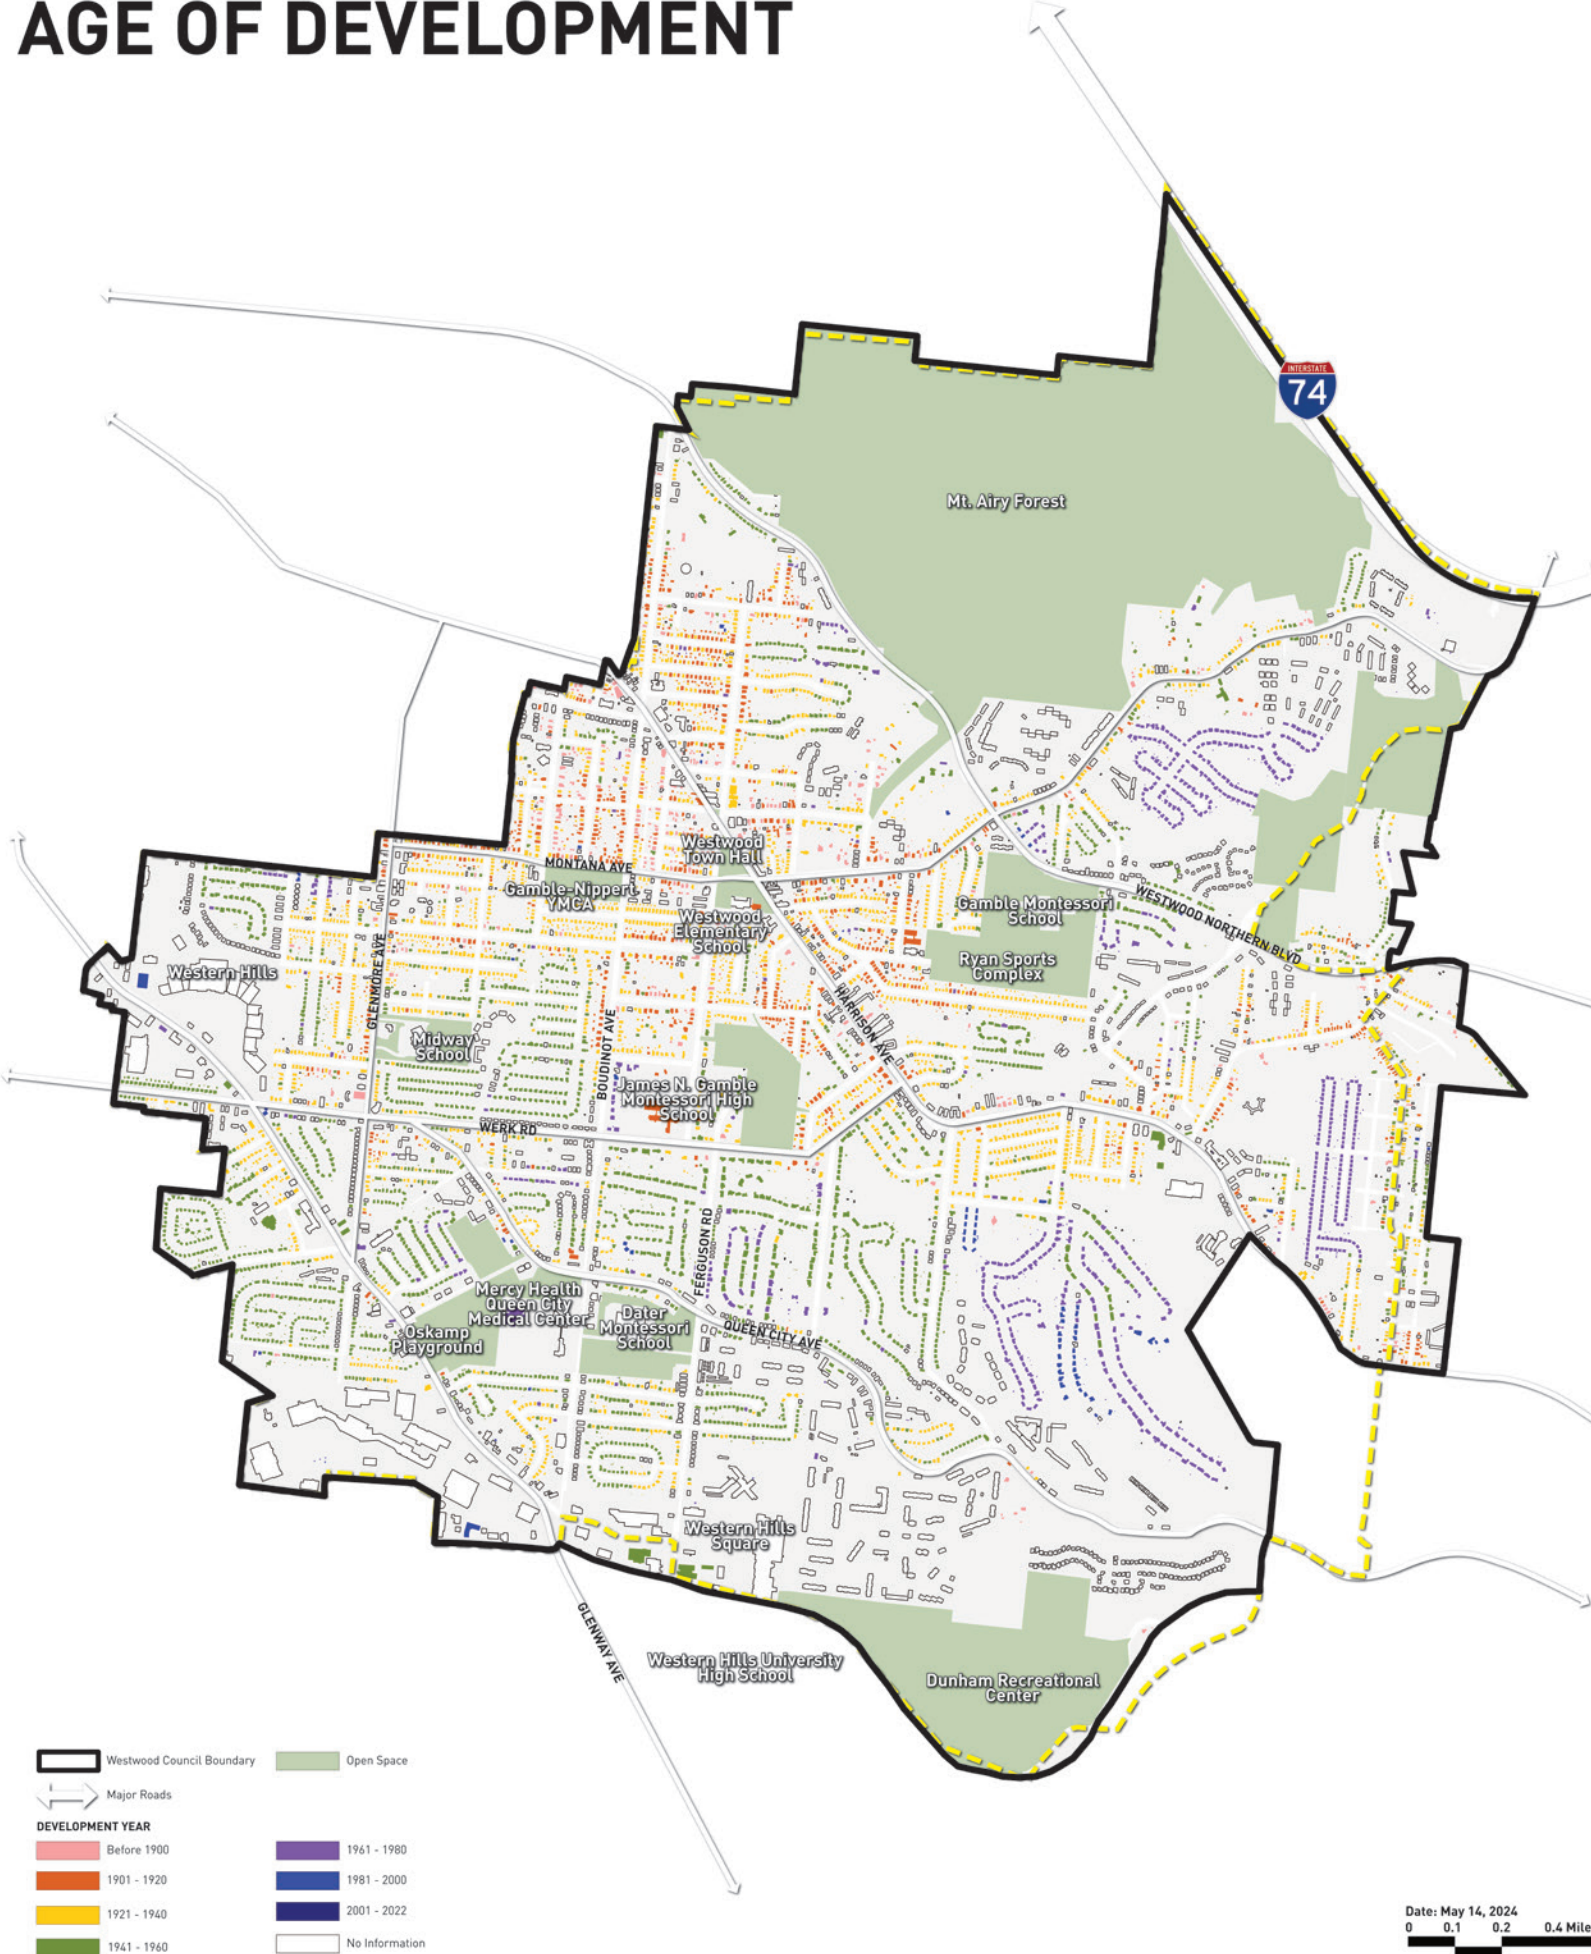 AGE OF DEVELOPMENT
INTERSTATE
74
Mt. Airy Forest
Westwood
Town Hall
MONTANA AVE
Gamble-Nippert
YMCA
Westwood
Elementary
School
Gamble Montessori
School
WESTWOOD NORTHERN BLVD
Ryan Sports
Complex
Western Hills
GLENMORE AVE
HARRISON AVE
Midway
School
BOUDINOT AVE
James N. Gamble
Montessori High
School
WERK RD
FERGUSON RD
Mercy Health
Queen City
Medical Center
Oskamp
Playground
Dater
Montessori
School
QUEEN CITY AVE
Western Hills
Square
GLENWAY AVE
Western Hills University
High School
Dunham Recreational
Center
Westwood Council Boundary
Open Space
Major Roads
DEVELOPMENT YEAR
Before 1900
1961 - 1980
1901 - 1920
1981 - 2000
1921 - 1940
2001 - 2022
1941 - 1960
No Information
Date: May 14, 2024
0 0.1 0.2 0.4 Mile